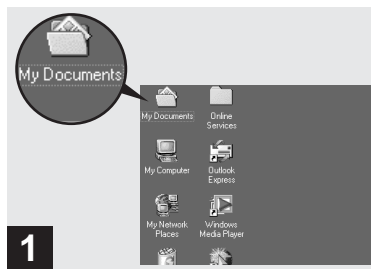 My Documents
My Documents
Online
Services
My Computer
Outlook
Express
My Network
Places
Windows
Media Player
1